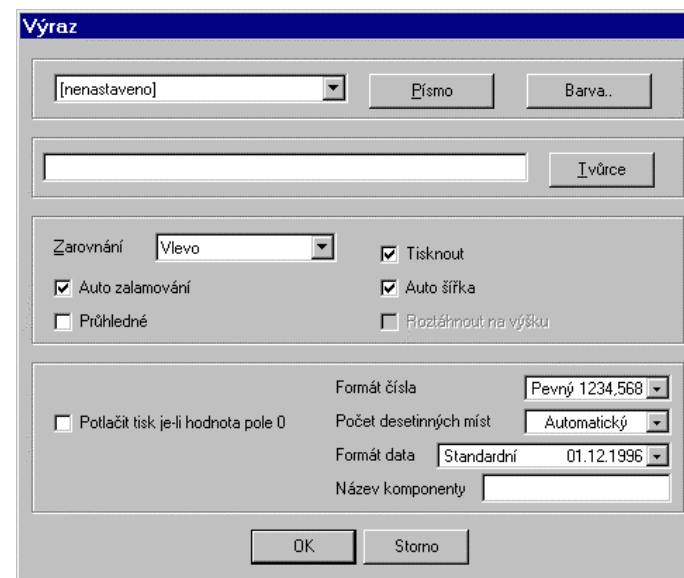 Výraz
[nenastaveno] Písmo Barva..
Tvůrce
Zarovnání Vlevo Tisknout
Auto zalamování Auto šířka
Průhledné Roztáhnout na výšku
Formát čísla Pevný 1234,568
Potlačit tisk je-li hodnota pole 0 Počet desetinných míst Automatický
Formát data Standardní 01.12.1996
Název komponenty
OK Storno